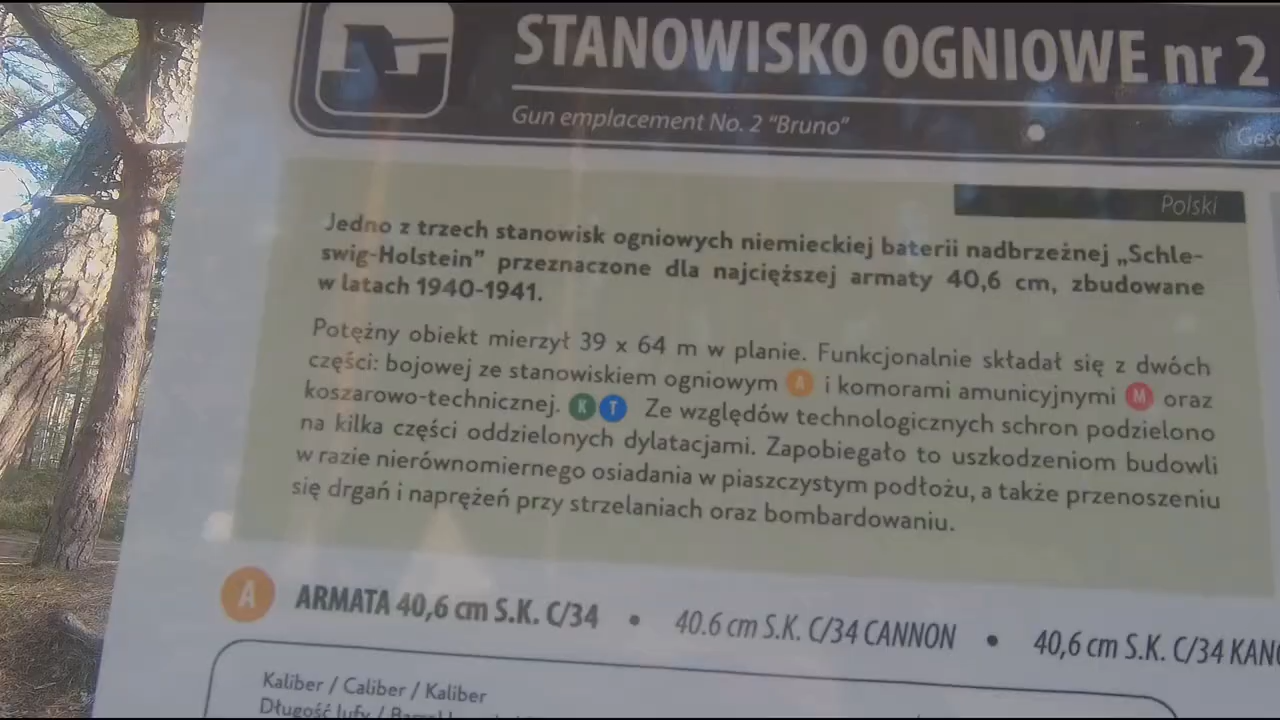 STANOWISKO OGNIOWE nr 2
Gun emplacement No. 2 "Bruno"
Polski
Jedno z trzech stanowisk ogniowych niemieckiej baterii nadbrzeżnej „Schle-
swig-Holstein” przeznaczone dla najcięższej armaty 40,6 cm, zbudowane
w latach 1940-1941.
Potężny obiekt mierzył 39 x 64 m w planie. Funkcjonalnie składał się z dwóch
części: bojowej ze stanowiskiem ogniowym A i komorami amunicyjnymi M oraz
koszarowo-technicznej. K T Ze względów technologicznych schron podzielono
na kilka części oddzielonych dylatacjami. Zapobiegało to uszkodzeniom budowli
w razie nierównomiernego osiadania w piaszczystym podłożu, a także przenoszeniu
się drgań i naprężeń przy strzelaniach oraz bombardowaniu.
A ARMATA 40,6 cm S.K. C/34 • 40.6 cm S.K. C/34 CANNON • 40,6 cm S.K. C/34
Kaliber / Caliber / Kaliber
Długość lufy /